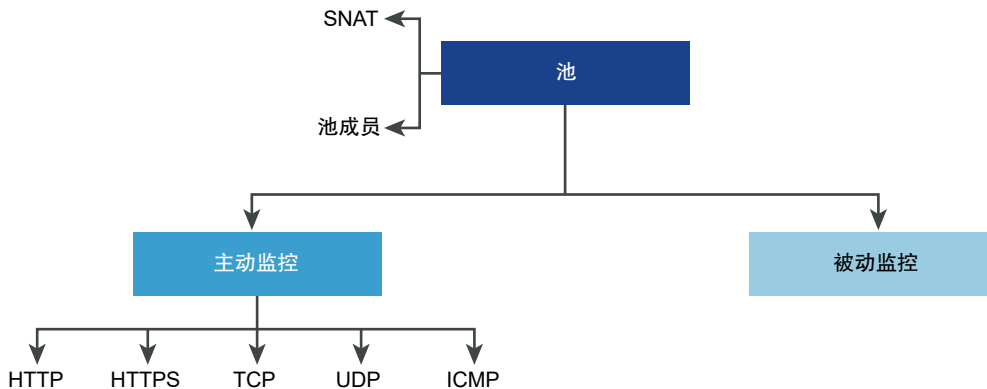 SNAT
池
池成员
主动监控
被动监控
HTTP
HTTPS
TCP
UDP
ICMP